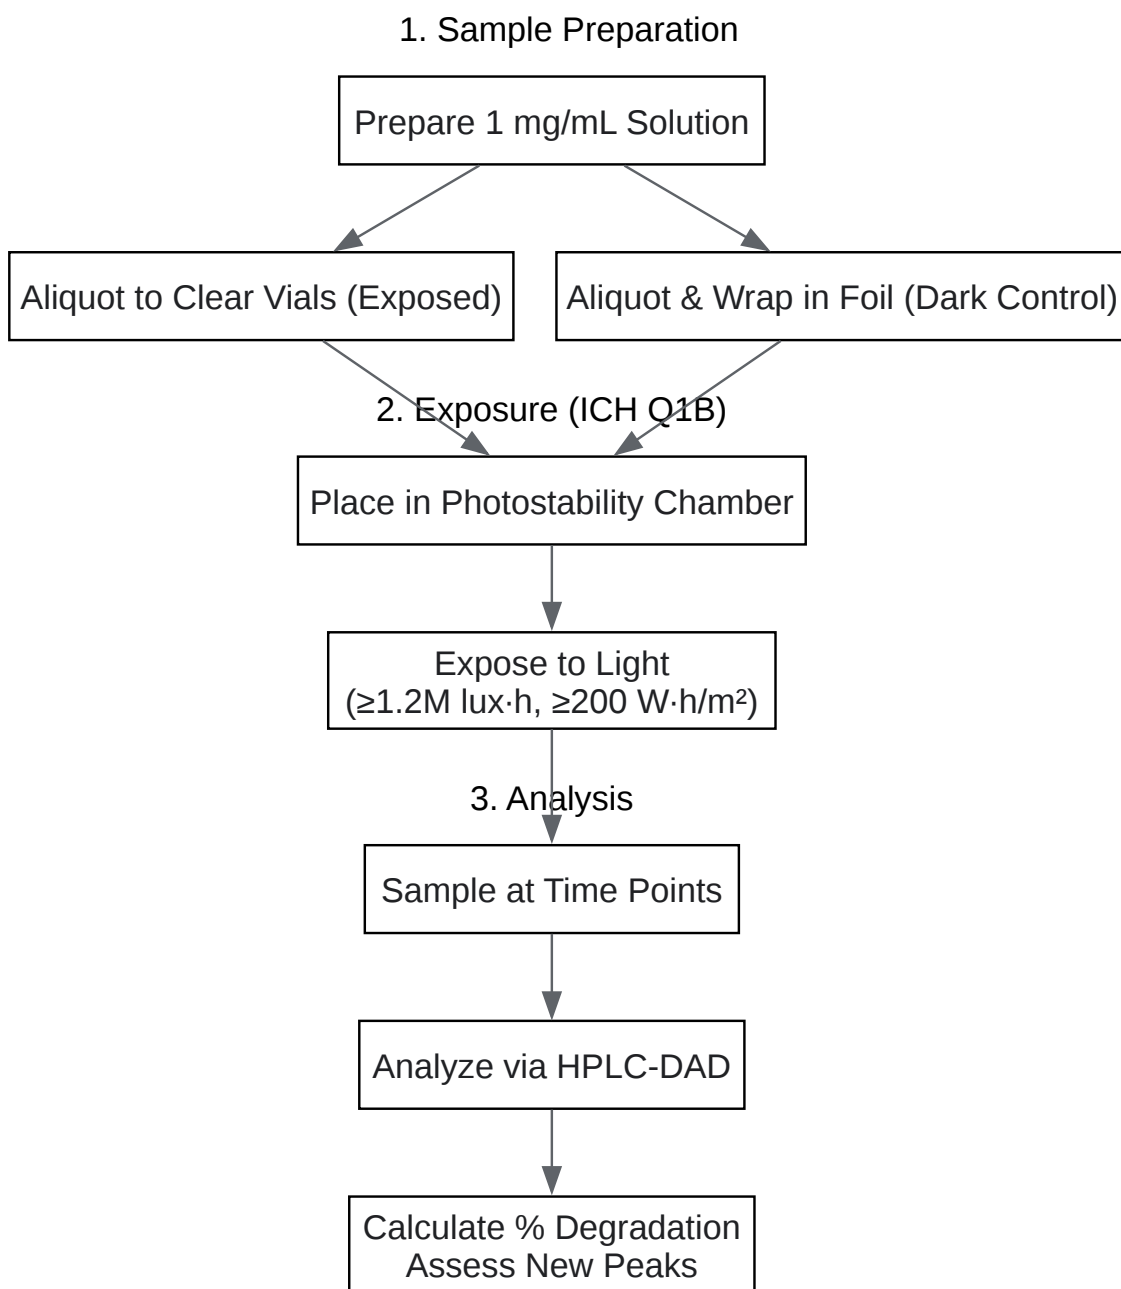 1. Sample Preparation
Prepare 1 mg/mL Solution
Aliquot to Clear Vials (Exposed)
Aliquot & Wrap in Foil (Dark Control)
2. Exposure (ICH Q1B)
Place in Photostability Chamber
Expose to Light
(≥1.2M lux·h, ≥200 W·h/m²)
3. Analysis
Sample at Time Points
Analyze via HPLC-DAD
Calculate % Degradation
Assess New Peaks